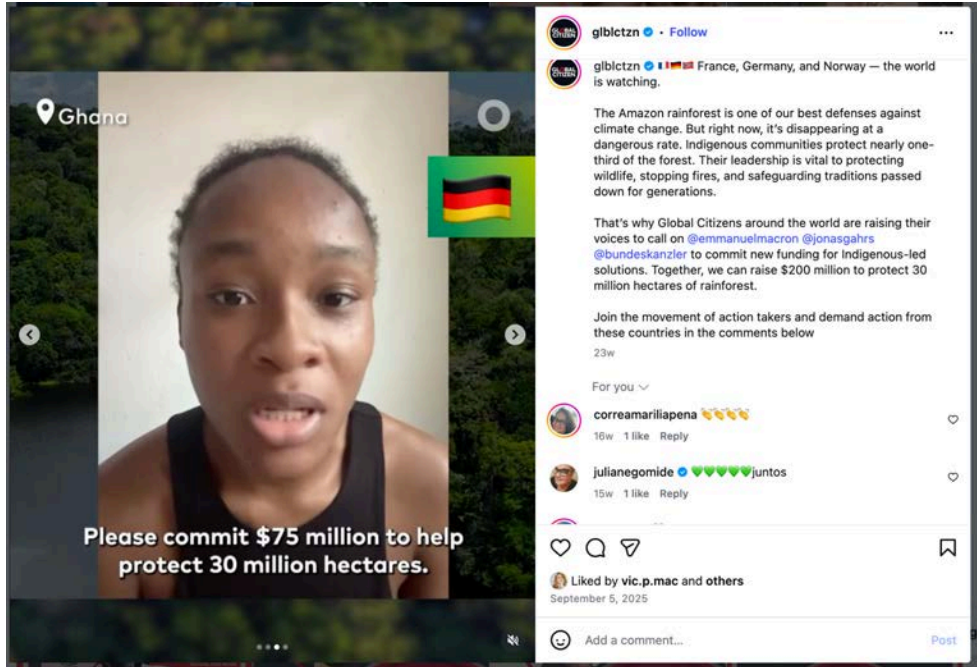 Ghana
Please commit $75 million to help
protect 30 million hectares.
GLOBAL
CITIZEN
glblctzn • Follow
glblctzn 🇫🇷🇩🇪🇳🇴 France, Germany, and Norway — the world
is watching.
The Amazon rainforest is one of our best defenses against
climate change. But right now, it's disappearing at a
dangerous rate. Indigenous communities protect nearly one-
third of the forest. Their leadership is vital to protecting
wildlife, stopping fires, and safeguarding traditions passed
down for generations.
That's why Global Citizens around the world are raising their
voices to call on @emmanuelmacron @jonasgahrs
@bundeskanzler to commit new funding for Indigenous-led
solutions. Together, we can raise $200 million to protect 30
million hectares of rainforest.
Join the movement of action takers and demand action from
these countries in the comments below
23w
For you
correamariliapena 👏👏👏👏
16w 1 like Reply
julianegomide 💚💚💚💚💚juntos
15w 1 like Reply
Liked by vic.p.mac and others
September 5, 2025
Add a comment...
Post